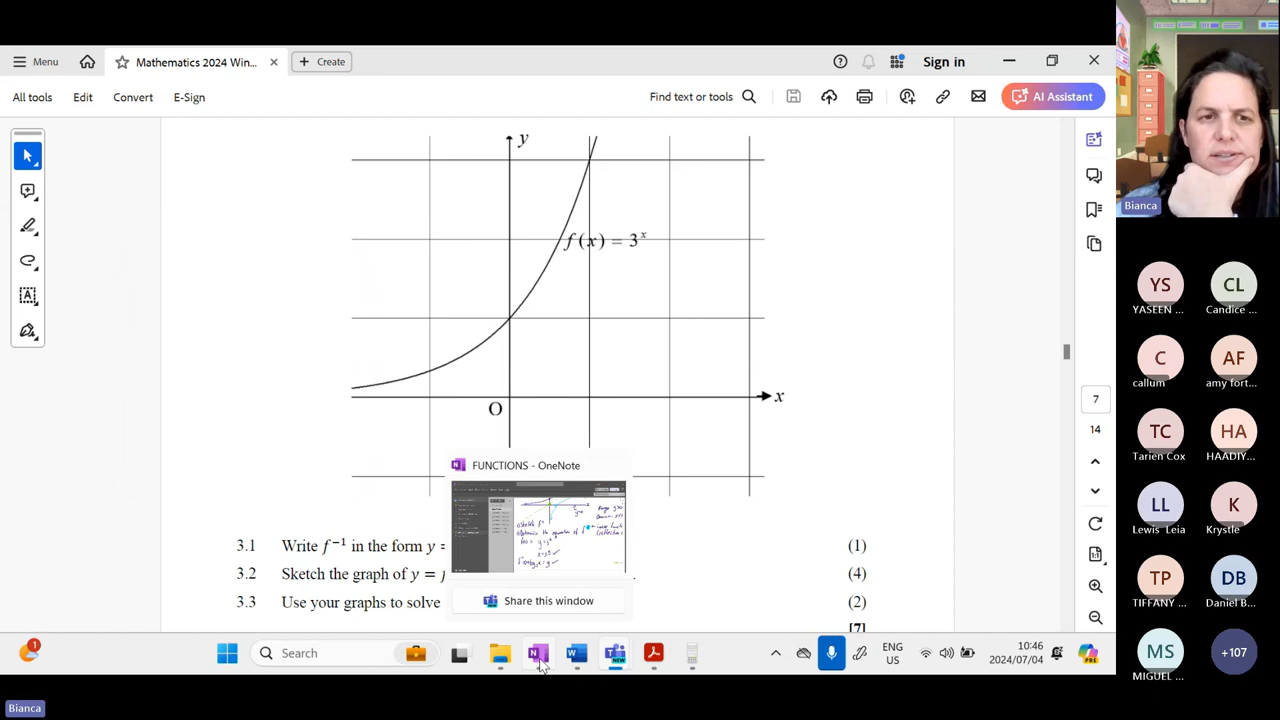 Menu
Mathematics 2024 Win...
Create
Sign in
All tools
Edit
Convert
E-Sign
Find text or tools
AI Assistant
y
f(x) = 3^x
O
x
7
14
FUNCTIONS - OneNote
Share this window
3.1 Write f⁻¹ in the form y = (1)
3.2 Sketch the graph of y = (4)
3.3 Use your graphs to solve (2)
[7]
Bianca
YS
YASEEN ...
CL
Candice ...
C
callum
AF
amy fort...
TC
Tarien Cox
HA
HAADIY...
LL
Lewis Leia
K
Krystle
TP
TIFFANY ...
DB
Daniel B...
MS
MIGUEL ...
+107
1
Search
NEW
ENG
US
10:46
2024/07/04
PRE
Bianca